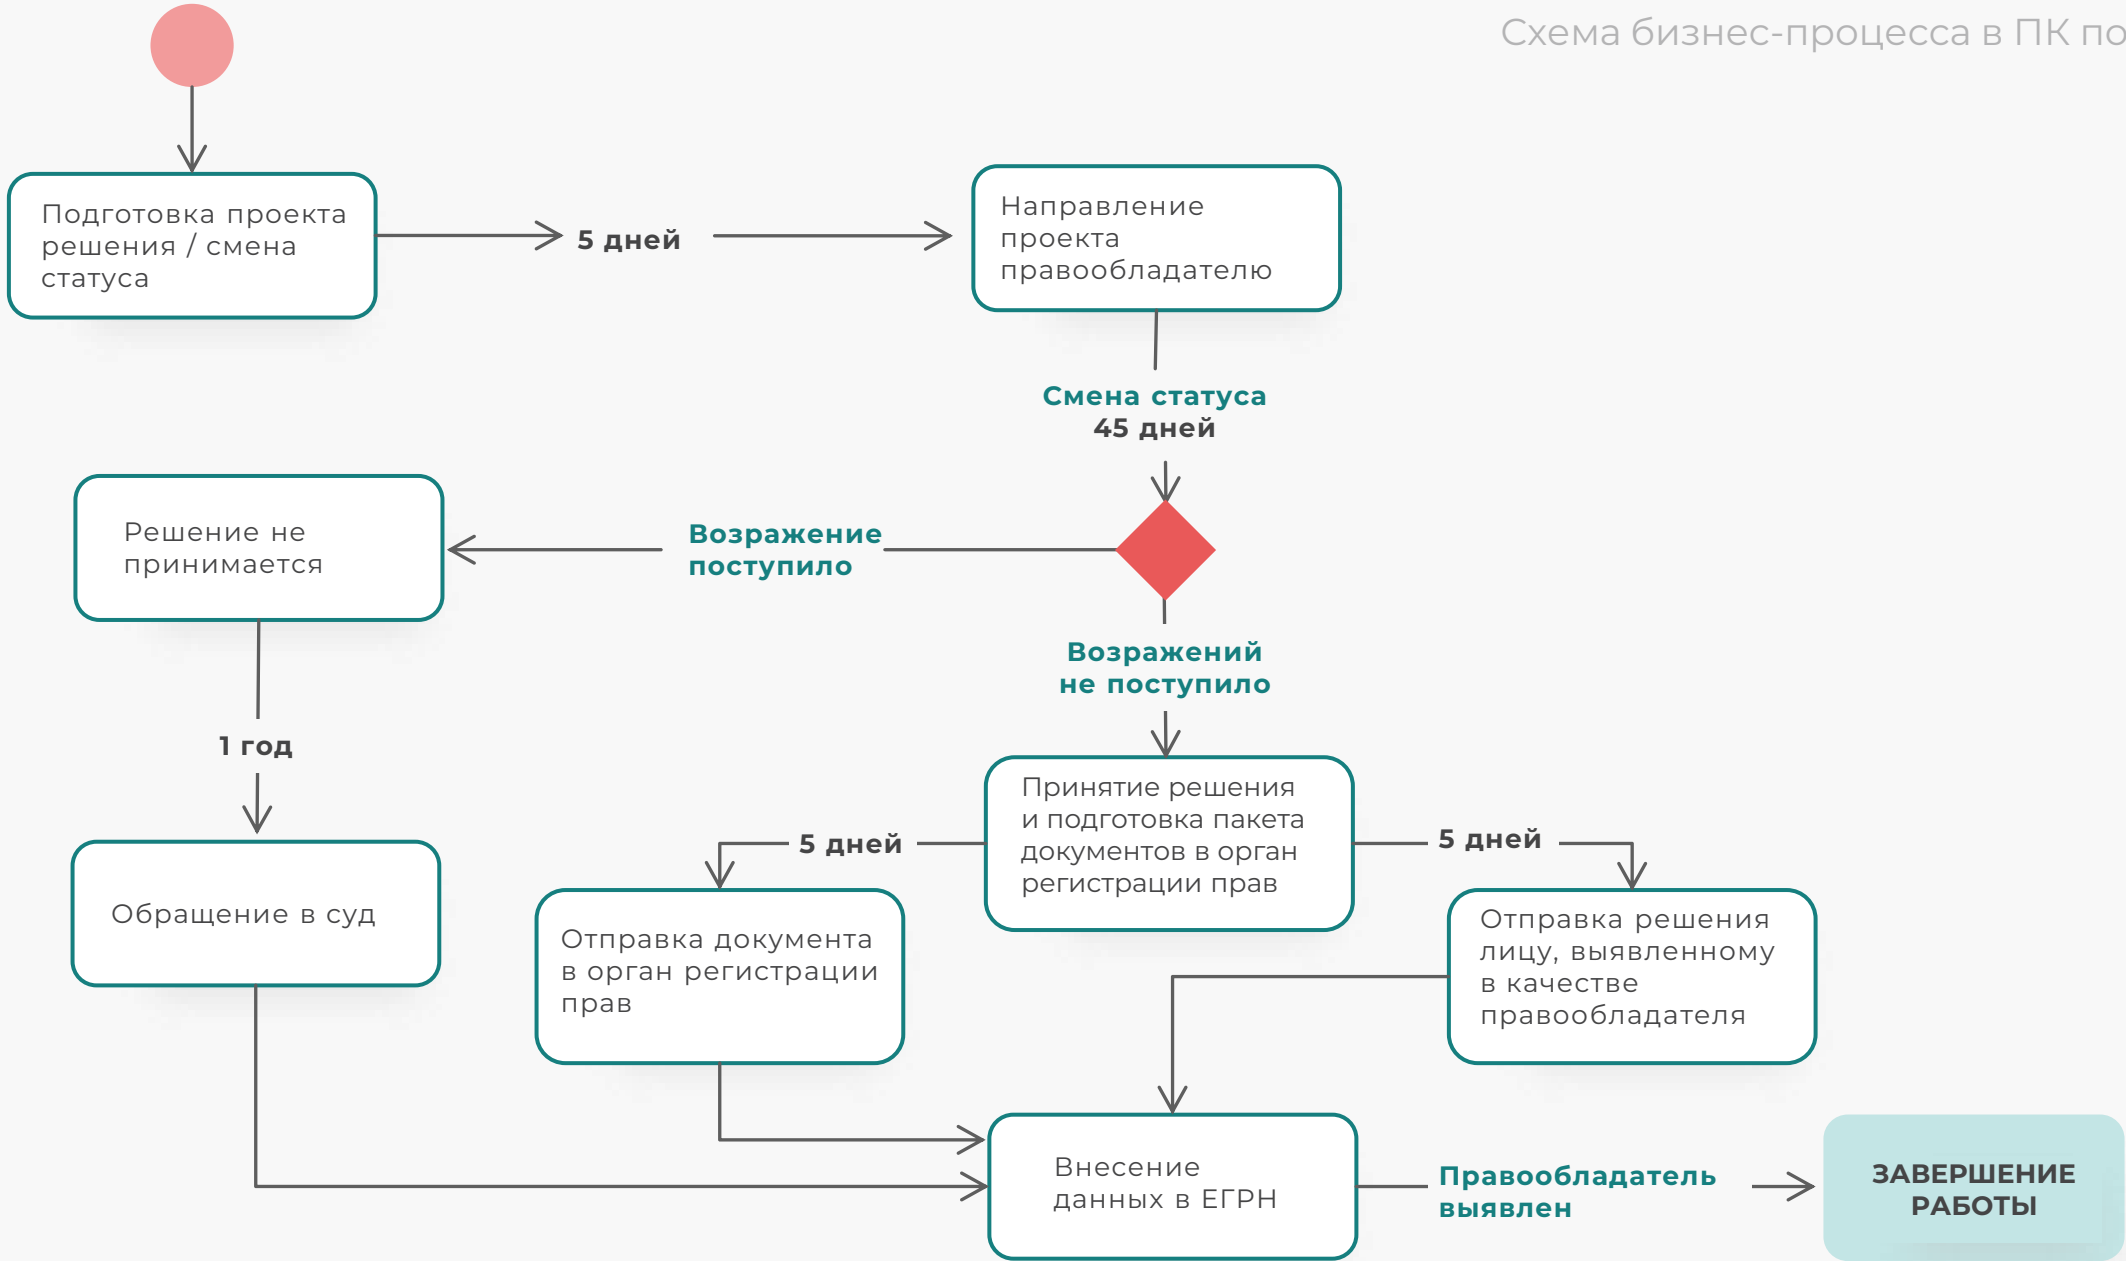 Схема бизнес-процесса в ПК по
Подготовка проекта
решения / смена
статуса
5 дней
Направление
проекта
правообладателю
Смена статуса
45 дней
Решение не
принимается
Возражение
поступило
Возражений
не поступило
1 год
Принятие решения
и подготовка пакета
документов в орган
регистрации прав
5 дней
5 дней
Обращение в суд
Отправка документа
в орган регистрации
прав
Отправка решения
лицу, выявленному
в качестве
правообладателя
Внесение
данных в ЕГРН
Правообладатель
выявлен
ЗАВЕРШЕНИЕ
РАБОТЫ